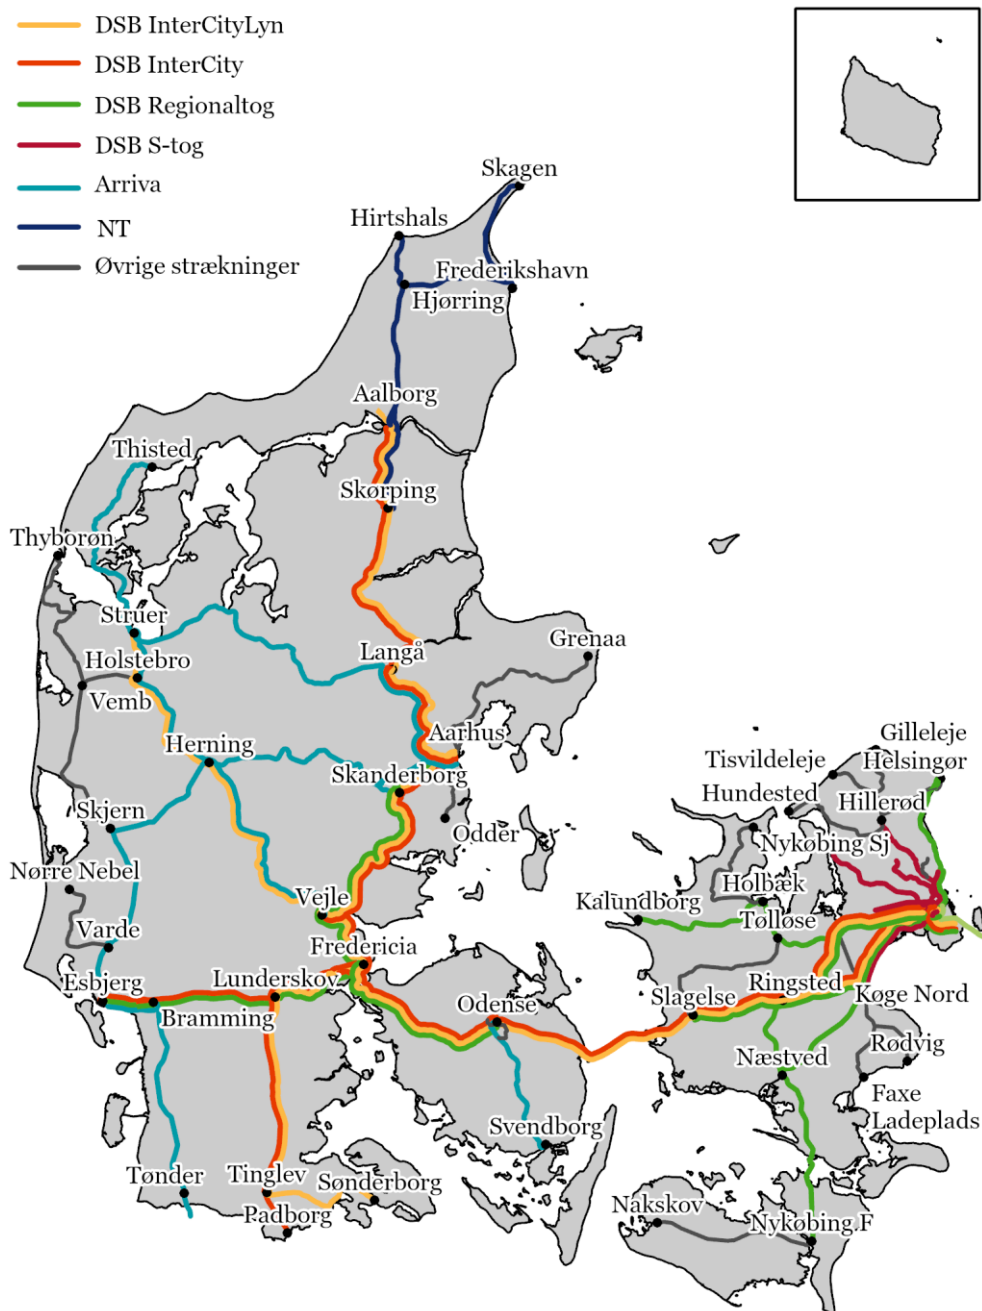 DSB InterCityLyn
DSB InterCity
DSB Regionaltog
DSB S-tog
Arriva
NT
Øvrige strækninger
Skagen
Hirtshals
Frederikshavn
Hjørring
Aalborg
Thisted
Skørping
Thyborøn
Struer
Grenaa
Langå
Holstebro
Vemb
Aarhus
Herning
Gilleleje
Tisvildeleje
Helsingør
Skanderborg
Hundested
Hillerød
Skjern
Odder
Nykøbing Sj
Nørre Nebel
Holbæk
Vejle
Kalundborg
Tølløse
Varde
Fredericia
Esbjerg
Lunderskov
Ringsted
Køge Nord
Bramming
Odense
Slagelse
Rødvig
Næstved
Faxe
Ladeplads
Svendborg
Tønder
Tinglev
Sønderborg
Padborg
Nakskov
Nykøbing F